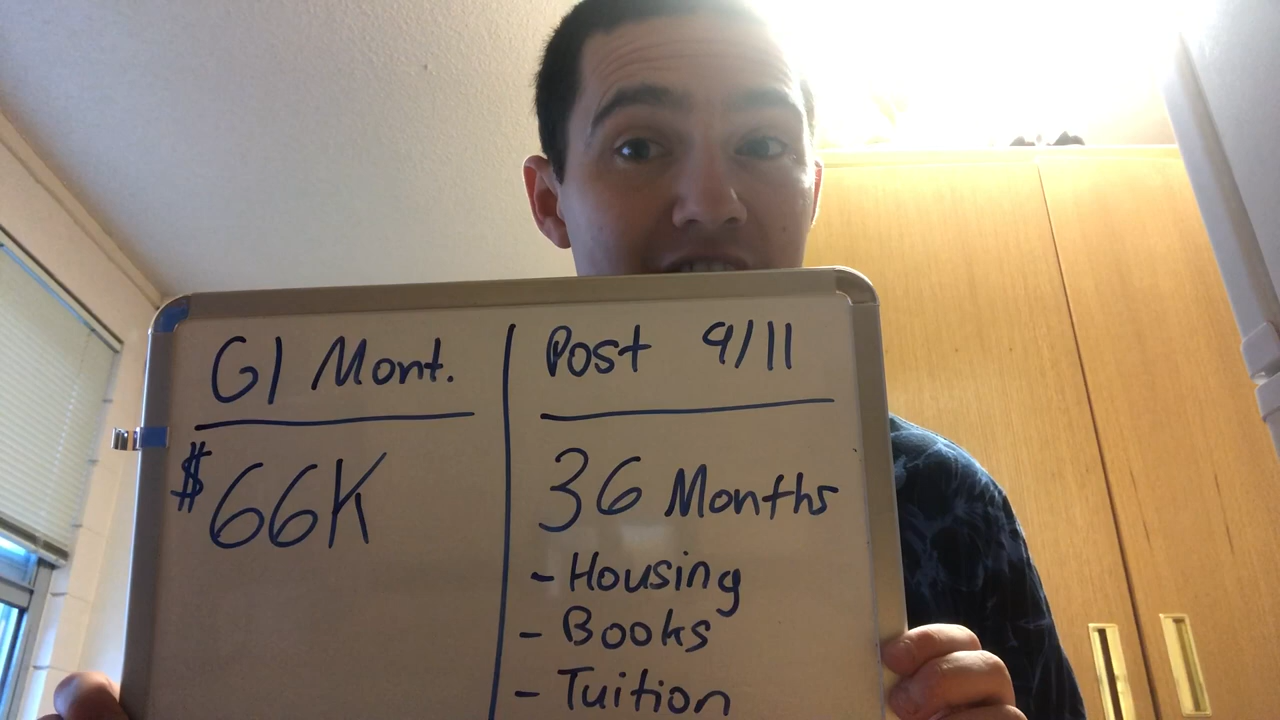 GI Mont.
$66K
Post 9/11
36 Months
- Housing
- Books
- Tuition